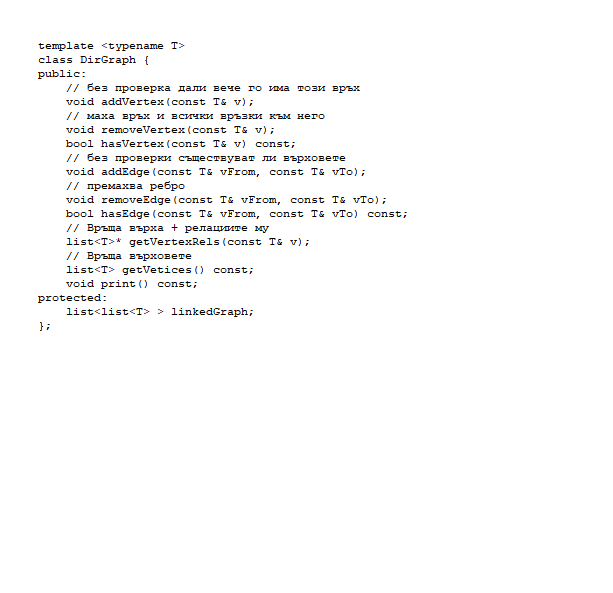 template <typename T>
class DirGraph {
public:
// без проверка дали вече го има този връх
void addVertex(const T& v);
// маха връх и всички връзки към него
void removeVertex(const T& v);
bool hasVertex(const T& v) const;
// без проверки съществуват ли върховете
void addEdge(const T& vFrom, const T& vTo);
// премахва ребро
void removeEdge(const T& vFrom, const T& vTo);
bool hasEdge(const T& vFrom, const T& vTo) const;
// Връща върха + релациите му
list<T>* getVertexRels(const T& v);
// Връща върховете
list<T> getVetices() const;
void print() const;
protected:
list<list<T> > linkedGraph;
};